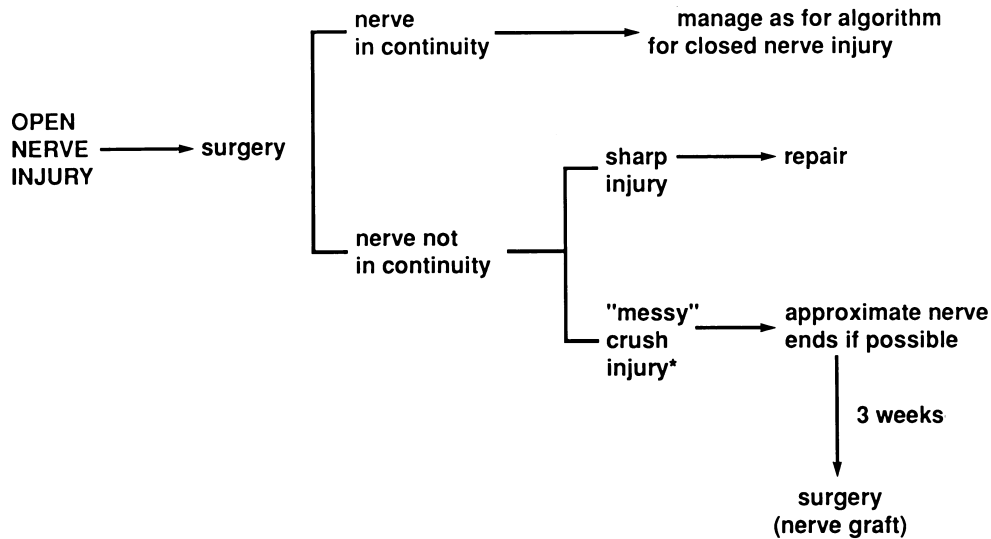 OPEN
NERVE
INJURY
surgery
nerve
in continuity
manage as for algorithm
for closed nerve injury
nerve not
in continuity
sharp
injury
repair
"messy"
crush
injury*
approximate nerve
ends if possible
3 weeks
surgery
(nerve graft)